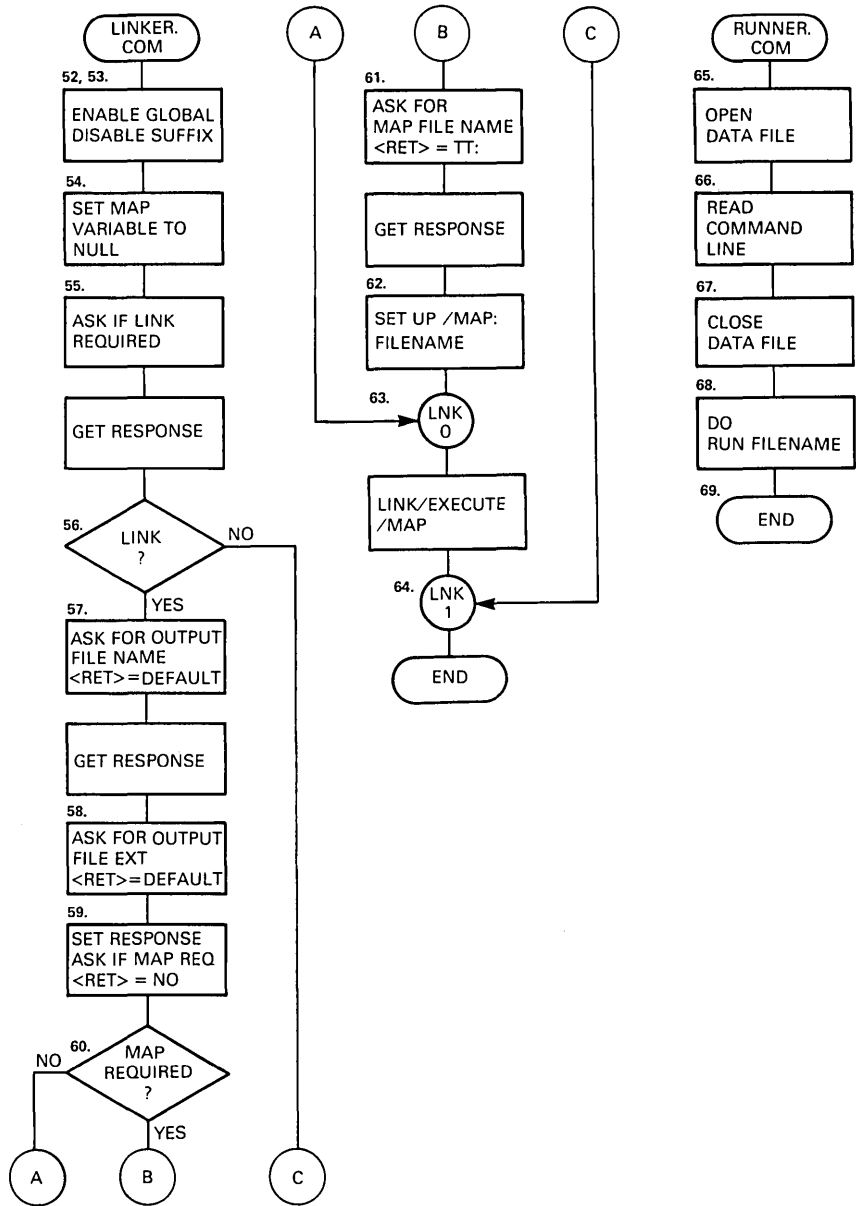 LINKER.
COM
52, 53.
ENABLE GLOBAL
DISABLE SUFFIX
54.
SET MAP
VARIABLE TO
NULL
55.
ASK IF LINK
REQUIRED
GET RESPONSE
56.
LINK
?
NO
YES
57.
ASK FOR OUTPUT
FILE NAME
<RET>=DEFAULT
GET RESPONSE
58.
ASK FOR OUTPUT
FILE EXT
<RET>=DEFAULT
59.
SET RESPONSE
ASK IF MAP REQ
<RET> = NO
60.
MAP
REQUIRED
?
NO
YES
A
B
C
A
B
C
61.
ASK FOR
MAP FILE NAME
<RET> = TT:
GET RESPONSE
62.
SET UP /MAP:
FILENAME
63.
LNK
0
LINK/EXECUTE
/MAP
64.
LNK
1
END
RUNNER.
COM
65.
OPEN
DATA FILE
66.
READ
COMMAND
LINE
67.
CLOSE
DATA FILE
68.
DO
RUN FILENAME
69.
END